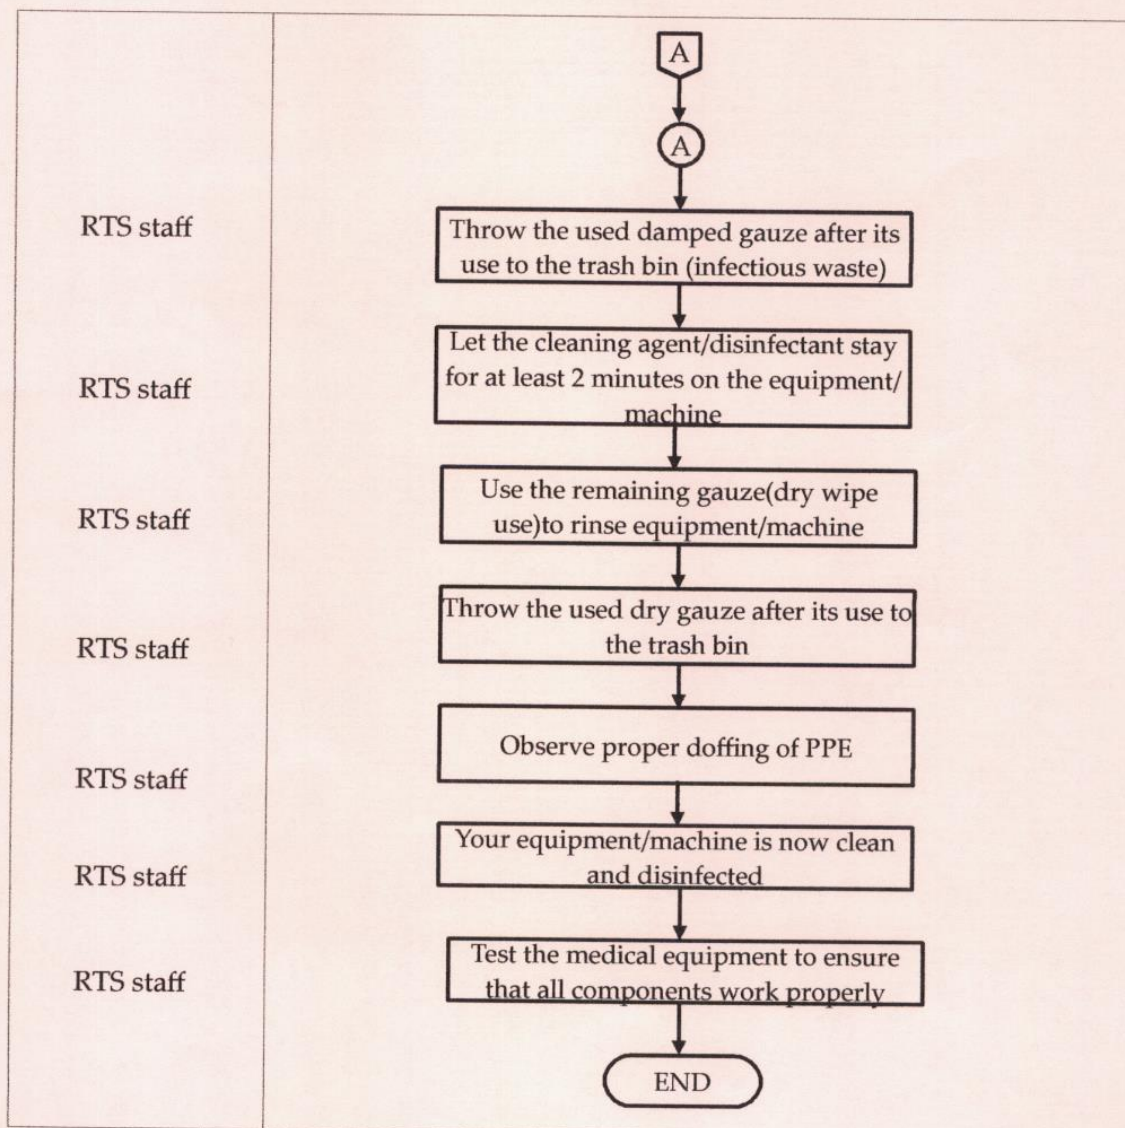 A
A
RTS staff
Throw the used damped gauze after its
use to the trash bin (infectious waste)
RTS staff
Let the cleaning agent/disinfectant stay
for at least 2 minutes on the equipment/
machine
RTS staff
Use the remaining gauze(dry wipe
use)to rinse equipment/machine
RTS staff
Throw the used dry gauze after its use to
the trash bin
RTS staff
Observe proper doffing of PPE
RTS staff
Your equipment/machine is now clean
and disinfected
RTS staff
Test the medical equipment to ensure
that all components work properly
END